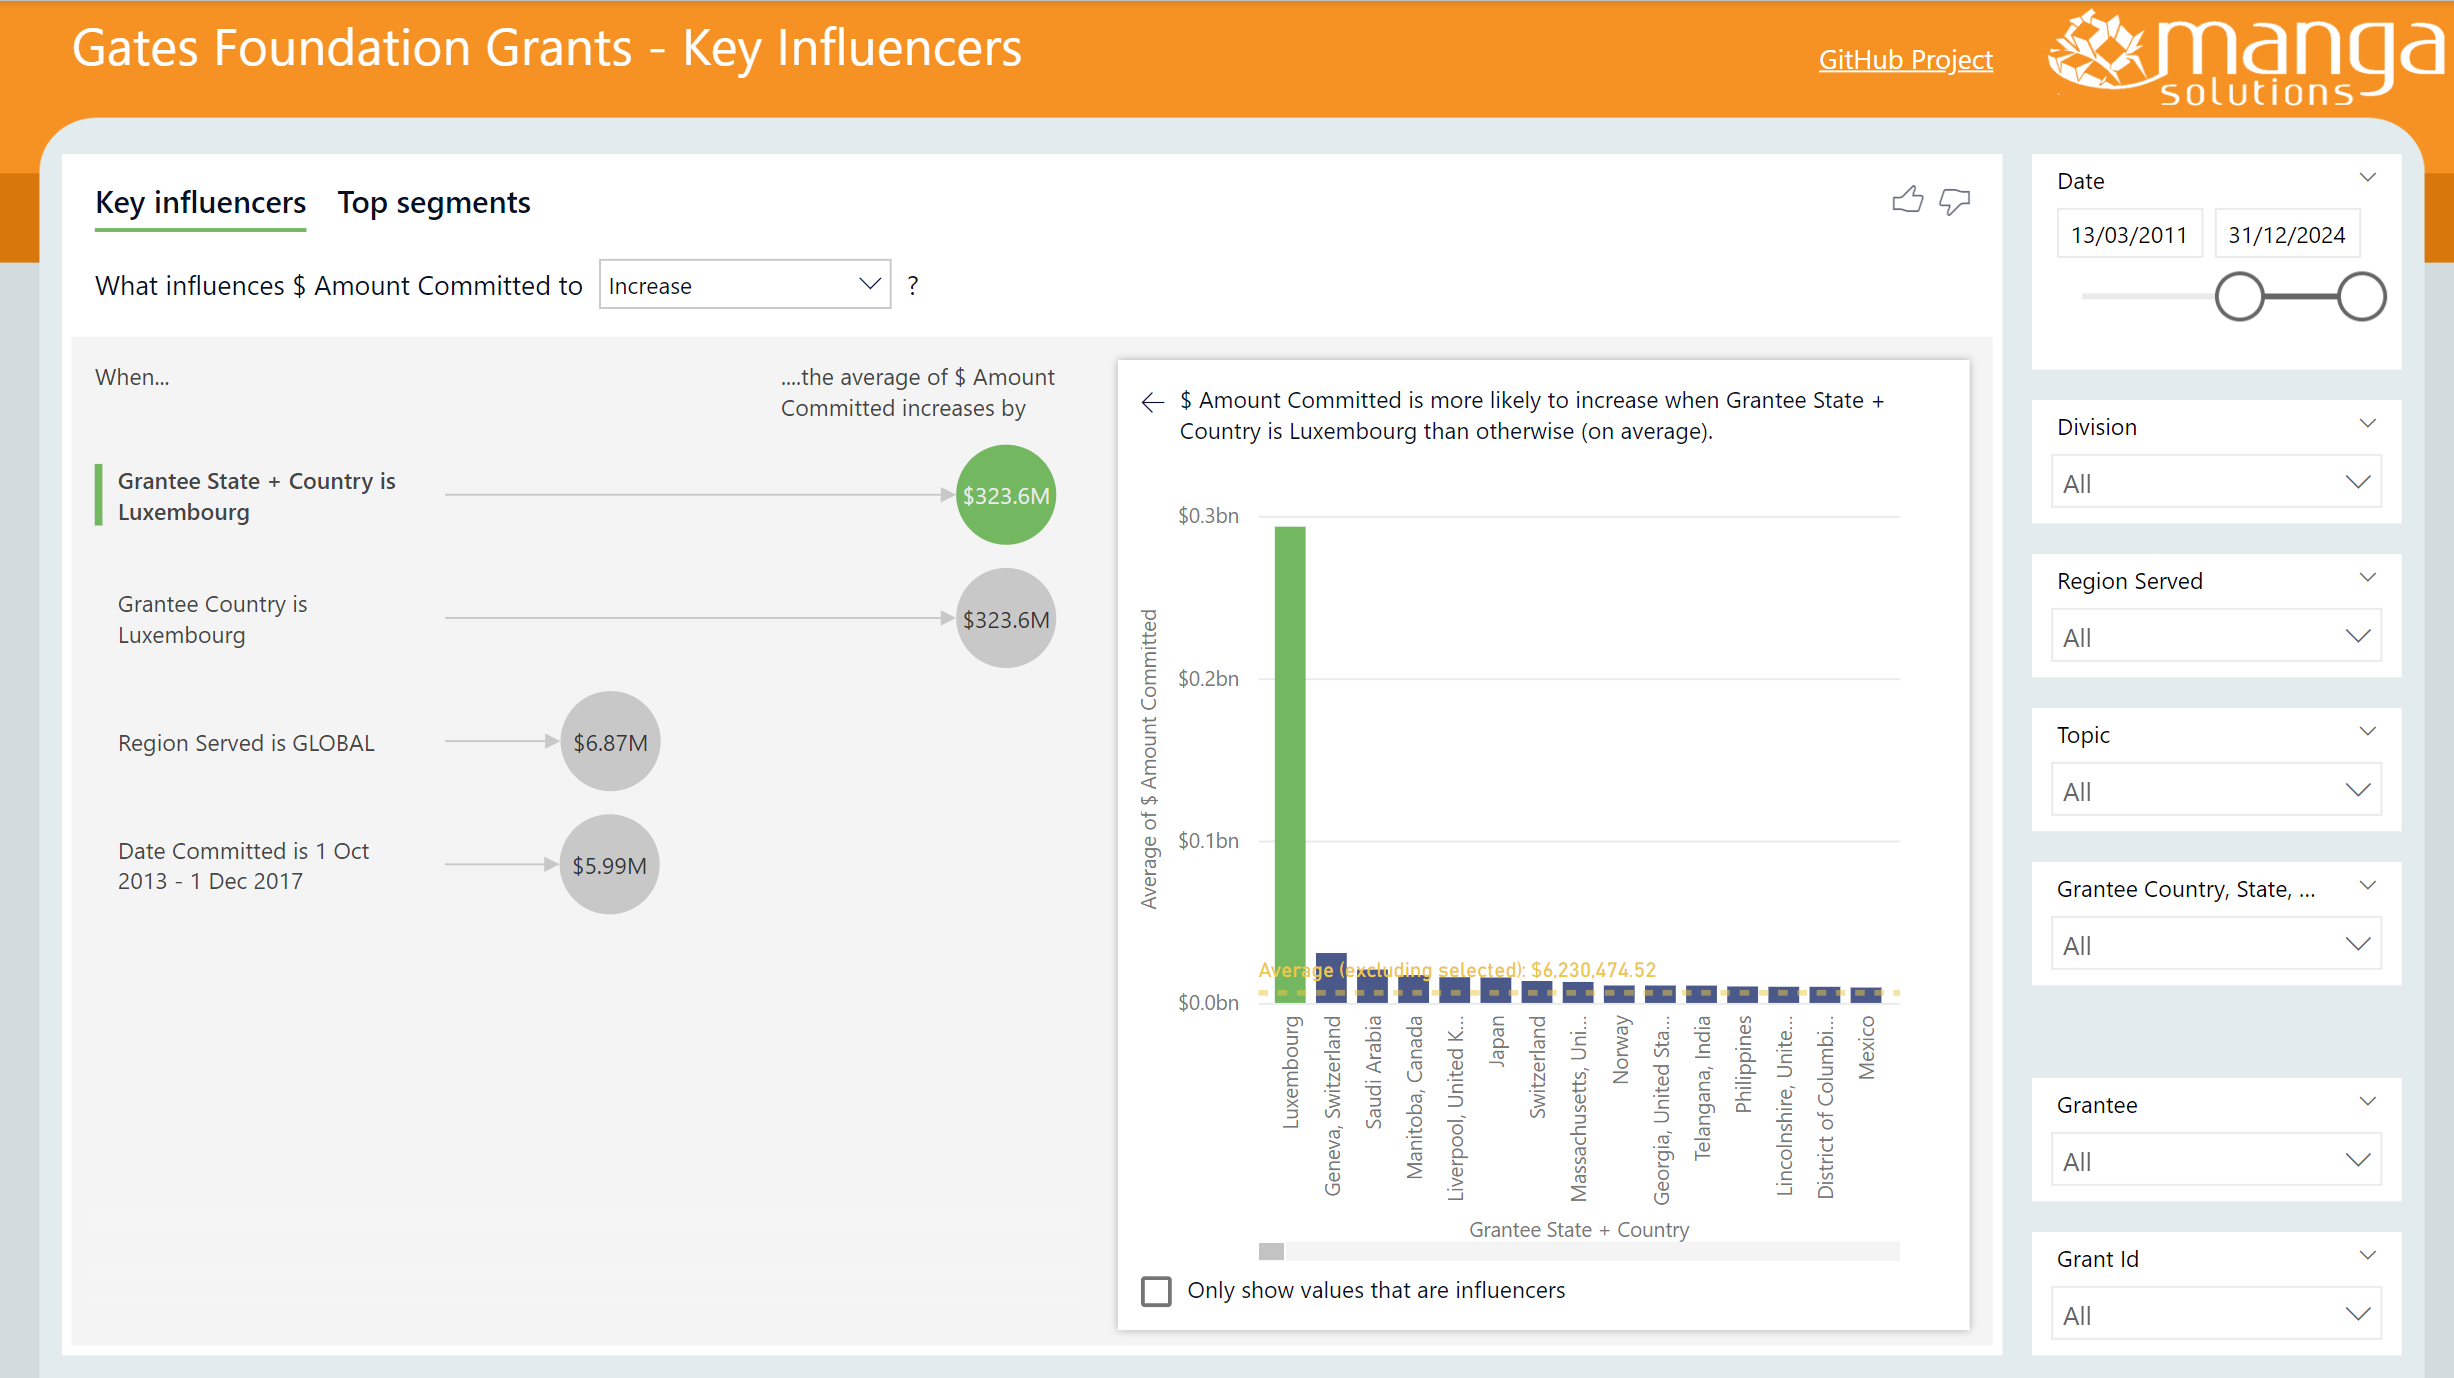 Gates Foundation Grants - Key Influencers
GitHub Project
manga
solutions
Key influencers
Top segments
What influences $ Amount Committed to
Increase
?
When...
....the average of $ Amount
Committed increases by
Grantee State + Country is
Luxembourg
$323.6M
Grantee Country is
Luxembourg
$323.6M
Region Served is GLOBAL
$6.87M
Date Committed is 1 Oct
2013 - 1 Dec 2017
$5.99M
$ Amount Committed is more likely to increase when Grantee State +
Country is Luxembourg than otherwise (on average).
Average of $ Amount Committed
$0.3bn
$0.2bn
$0.1bn
$0.0bn
Average (excluding selected): $6,230,474.52
Luxembourg
Geneva, Switzerland
Saudi Arabia
Manitoba, Canada
Liverpool, United K...
Japan
Switzerland
Massachusetts, Uni...
Norway
Georgia, United Sta...
Telangana, India
Philippines
Lincolnshire, Unite...
District of Columbi...
Mexico
Grantee State + Country
Only show values that are influencers
Date
13/03/2011
31/12/2024
Division
All
Region Served
All
Topic
All
Grantee Country, State, ...
All
Grantee
All
Grant Id
All